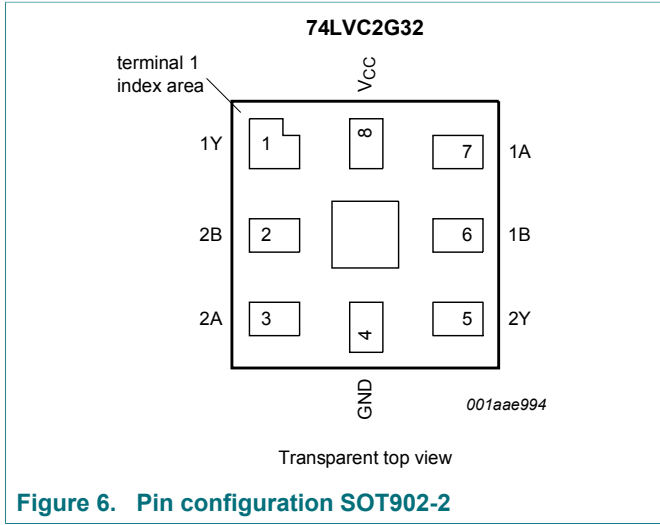 74LVC2G32
terminal 1
index area
VCC
1Y 1 8 7 1A
2B 2 6 1B
2A 3 4 5 2Y
GND
001aae994
Transparent top view
Figure 6. Pin configuration SOT902-2